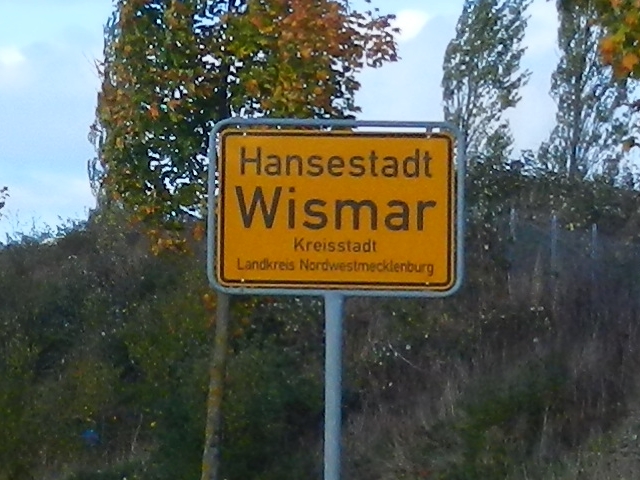 Hansestadt
Wismar
Kreisstadt
Landkreis Nordwestmecklenburg